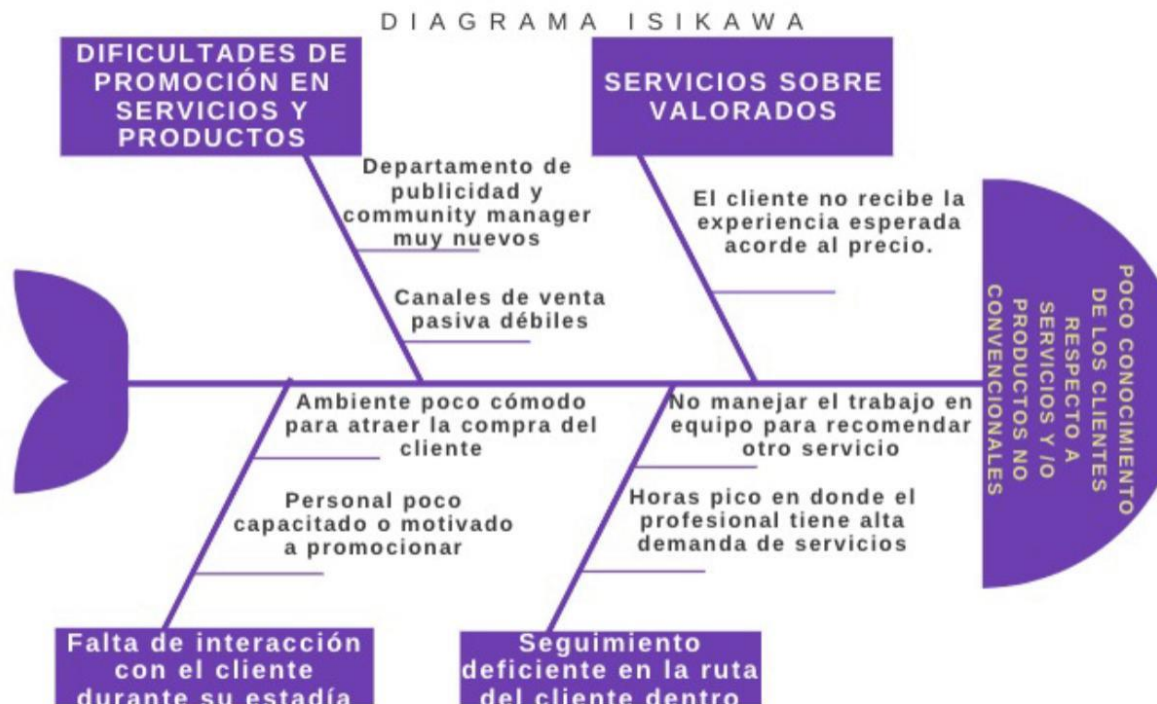 DIAGRAMA ISIKAWA
DIFICULTADES DE
PROMOCIÓN EN
SERVICIOS Y
PRODUCTOS
SERVICIOS SOBRE
VALORADOS
Departamento de
publicidad y
community manager
muy nuevos
Canales de venta
pasiva débiles
El cliente no recibe la
experiencia esperada
acorde al precio.
POCO CONOCIMIENTO
DE LOS CLIENTES
RESPECTO A
SERVICIOS Y /O
PRODUCTOS NO
CONVENCIONALES
Ambiente poco cómodo
para atraer la compra del
cliente
Personal poco
capacitado o motivado
a promocionar
No manejar el trabajo en
equipo para recomendar
otro servicio
Horas pico en donde el
profesional tiene alta
demanda de servicios
Falta de interacción
con el cliente
durante su estadía
Seguimiento
deficiente en la ruta
del cliente dentro